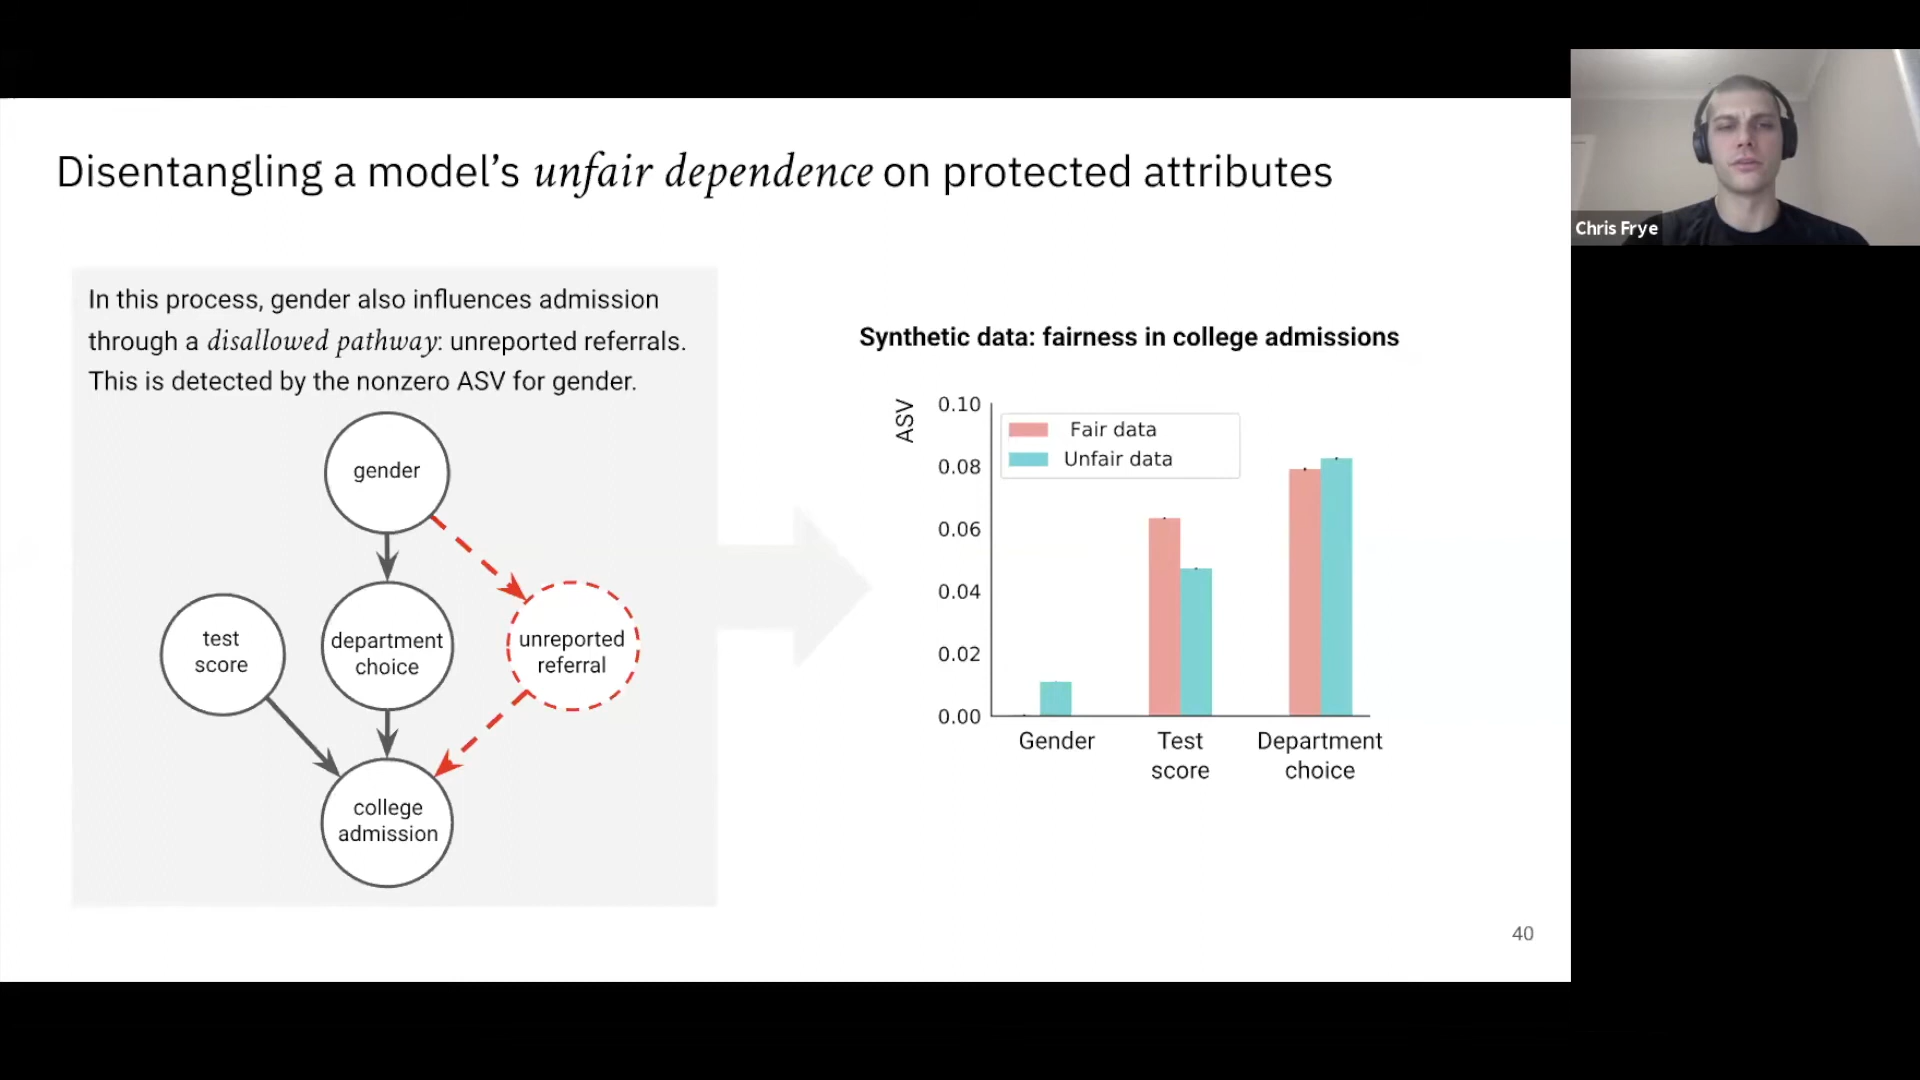 Disentangling a model’s unfair dependence on protected attributes
Chris Frye
In this process, gender also influences admission
through a disallowed pathway: unreported referrals.
This is detected by the nonzero ASV for gender.
gender
test
score
department
choice
unreported
referral
college
admission
Synthetic data: fairness in college admissions
ASV
0.10
0.08
0.06
0.04
0.02
0.00
Fair data
Unfair data
Gender
Test
score
Department
choice
40